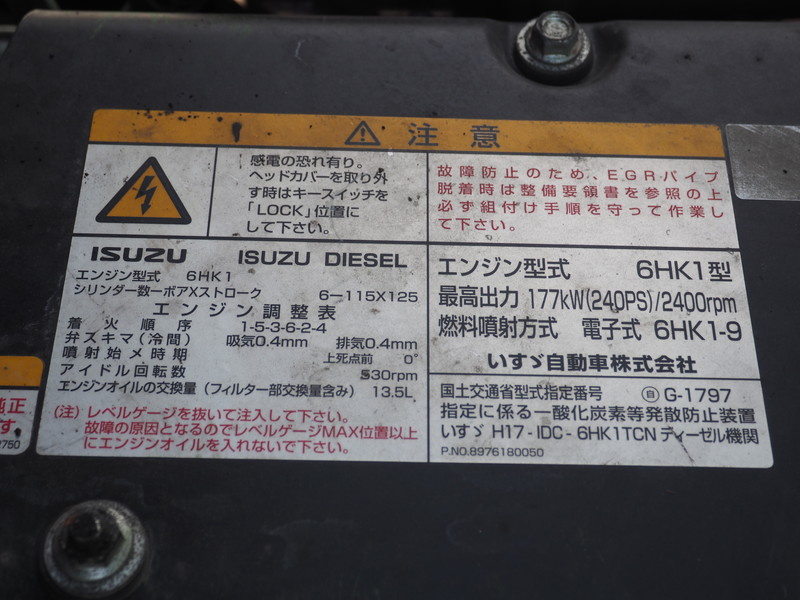 ⚠ 注意
感電の恐れ有り。
ヘッドカバーを取り外
す時はキースイッチを
「LOCK」位置に
して下さい。
故障防止のため、EGRパイプ
脱着時は整備要領書を参照の上
必ず組付け手順を守って作業し
て下さい。
ISUZU ISUZU DIESEL
エンジン型式 6HK1
シリンダー数ーボアXストローク 6-115X125
エンジン調整表
着火順序 1-5-3-6-2-4
弁スキマ(冷間) 吸気0.4mm 排気0.4mm
噴射始メ時期 上死点前 0°
アイドル回転数 530rpm
エンジンオイルの交換量(フィルター部交換量含み) 13.5L
(注)レベルゲージを抜いて注入して下さい。
故障の原因となるのでレベルゲージMAX位置以上
にエンジンオイルを入れないで下さい。
エンジン型式 6HK1型
最高出力 177kW(240PS)/2400rpm
燃料噴射方式 電子式 6HK1-9
いすゞ自動車株式会社
国土交通省型式指定番号 自 G-1797
指定に係る一酸化炭素等発散防止装置
いすゞ H17-IDC-6HK1TCN ディーゼル機関
P.NO.8976180050
純正
す。
2750